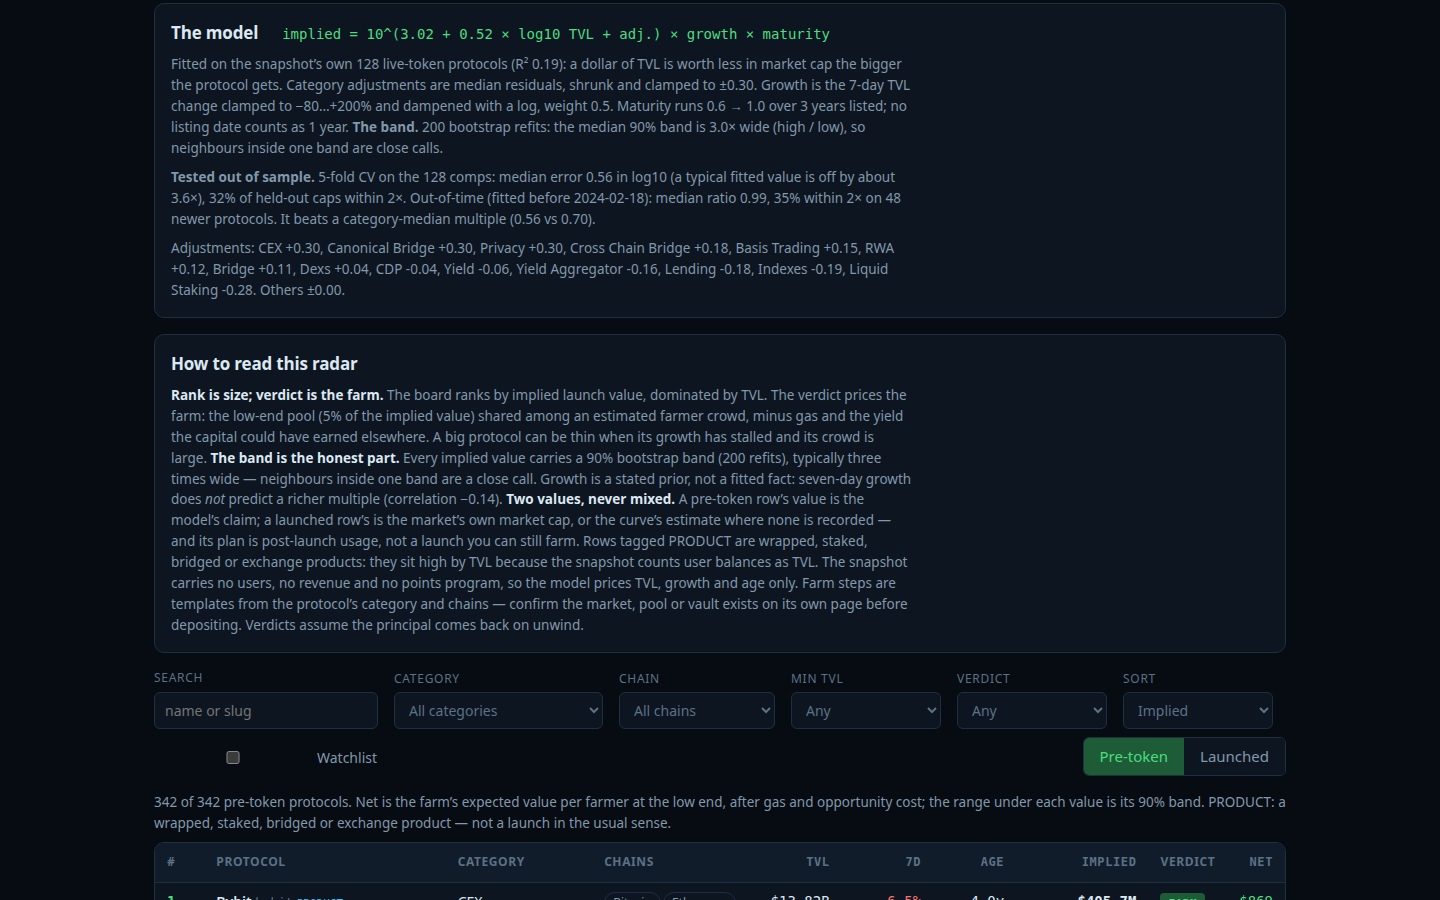 The model implied = 10^(3.02 + 0.52 × log10 TVL + adj.) × growth × maturity
Fitted on the snapshot's own 128 live-token protocols (R² 0.19): a dollar of TVL is worth less in market cap the bigger
the protocol gets. Category adjustments are median residuals, shrunk and clamped to ±0.30. Growth is the 7-day TVL
change clamped to −80…+200% and dampened with a log, weight 0.5. Maturity runs 0.6 → 1.0 over 3 years listed; no
listing date counts as 1 year. The band. 200 bootstrap refits: the median 90% band is 3.0× wide (high / low), so
neighbours inside one band are close calls.
Tested out of sample. 5-fold CV on the 128 comps: median error 0.56 in log10 (a typical fitted value is off by about
3.6×), 32% of held-out caps within 2×. Out-of-time (fitted before 2024-02-18): median ratio 0.99, 35% within 2× on 48
newer protocols. It beats a category-median multiple (0.56 vs 0.70).
Adjustments: CEX +0.30, Canonical Bridge +0.30, Privacy +0.30, Cross Chain Bridge +0.18, Basis Trading +0.15, RWA
+0.12, Bridge +0.11, Dexs +0.04, CDP -0.04, Yield -0.06, Yield Aggregator -0.16, Lending -0.18, Indexes -0.19, Liquid
Staking -0.28. Others ±0.00.
How to read this radar
Rank is size; verdict is the farm. The board ranks by implied launch value, dominated by TVL. The verdict prices the
farm: the low-end pool (5% of the implied value) shared among an estimated farmer crowd, minus gas and the yield
the capital could have earned elsewhere. A big protocol can be thin when its growth has stalled and its crowd is
large. The band is the honest part. Every implied value carries a 90% bootstrap band (200 refits), typically three
times wide — neighbours inside one band are a close call. Growth is a stated prior, not a fitted fact: seven-day growth
does not predict a richer multiple (correlation −0.14). Two values, never mixed. A pre-token row's value is the
model's claim; a launched row's is the market's own market cap, or the curve's estimate where none is recorded —
and its plan is post-launch usage, not a launch you can still farm. Rows tagged PRODUCT are wrapped, staked,
bridged or exchange products: they sit high by TVL because the snapshot counts user balances as TVL. The snapshot
carries no users, no revenue and no points program, so the model prices TVL, growth and age only. Farm steps are
templates from the protocol's category and chains — confirm the market, pool or vault exists on its own page before
depositing. Verdicts assume the principal comes back on unwind.
SEARCH CATEGORY CHAIN MIN TVL VERDICT SORT
name or slug All categories All chains Any Any Implied
Watchlist Pre-token Launched
342 of 342 pre-token protocols. Net is the farm's expected value per farmer at the low end, after gas and opportunity cost; the range under each value is its 90% band. PRODUCT: a
wrapped, staked, bridged or exchange product — not a launch in the usual sense.
# PROTOCOL CATEGORY CHAINS TVL 7D AGE IMPLIED VERDICT NET